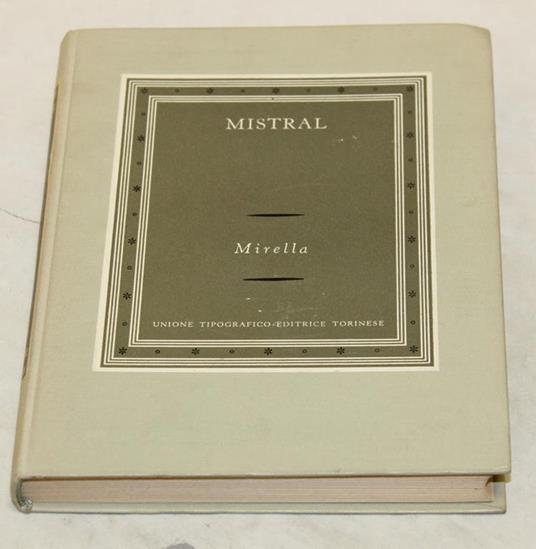 MISTRAL
Mirella
UNIONE TIPOGRAFICO-EDITRICE TORINESE